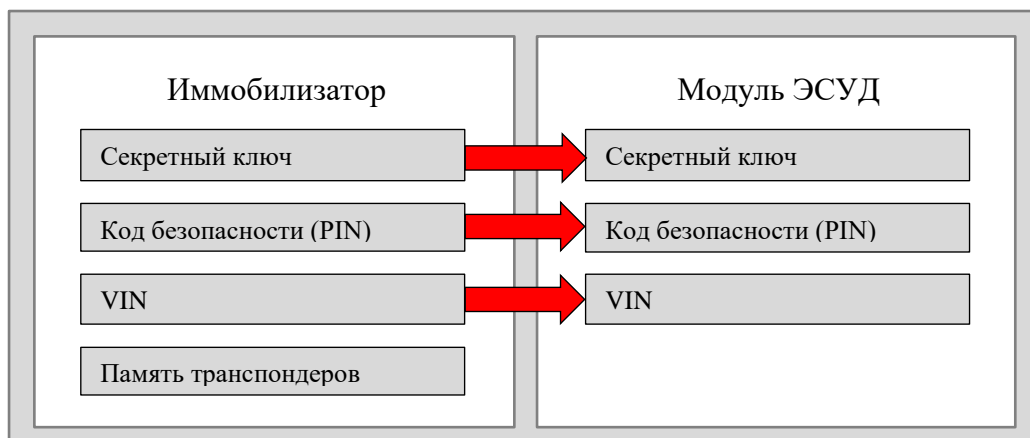 Иммобилизатор
Модуль ЭСУД
Секретный ключ
Секретный ключ
Код безопасности (PIN)
Код безопасности (PIN)
VIN
VIN
Память транспондеров